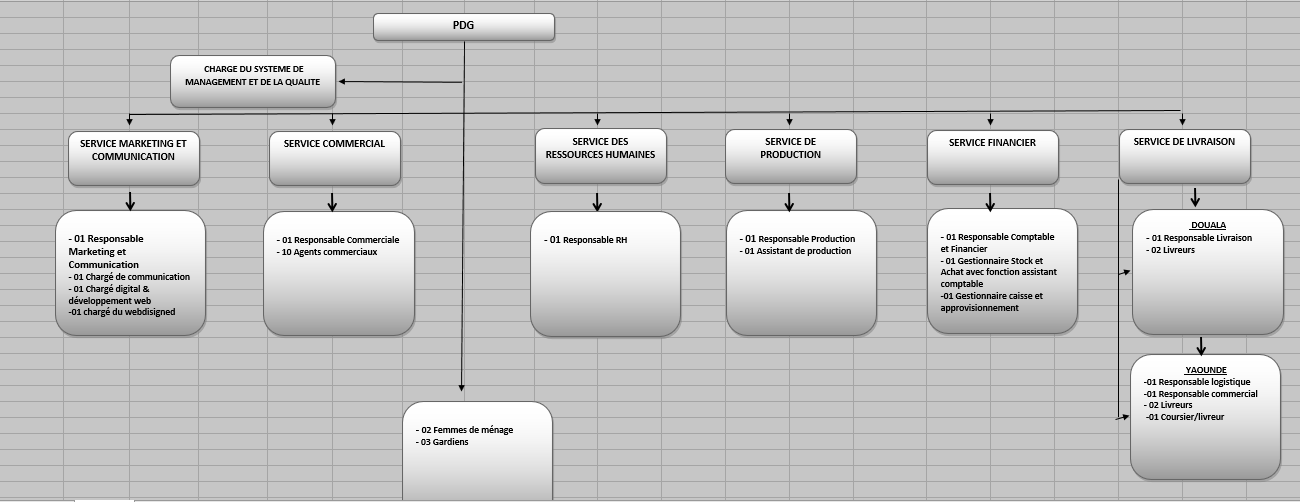 PDG
CHARGE DU SYSTEME DE
MANAGEMENT ET DE LA QUALITE
SERVICE MARKETING ET
COMMUNICATION
SERVICE COMMERCIAL
SERVICE DES
RESSOURCES HUMAINES
SERVICE DE
PRODUCTION
SERVICE FINANCIER
SERVICE DE LIVRAISON
- 01 Responsable
Marketing et
Communication
- 01 Chargé de communication
- 01 Chargé digital &
développement web
-01 chargé du webdisigned
- 01 Responsable Commerciale
- 10 Agents commerciaux
- 01 Responsable RH
- 01 Responsable Production
- 01 Assistant de production
- 01 Responsable Comptable
et Financier
- 01 Gestionnaire Stock et
Achat avec fonction assistant
comptable
-01 Gestionnaire caisse et
approvisionnement
DOUALA
- 01 Responsable Livraison
- 02 Livreurs
YAOUNDE
-01 Responsable logistique
-01 Responsable commercial
- 02 Livreurs
-01 Coursier/livreur
- 02 Femmes de ménage
- 03 Gardiens